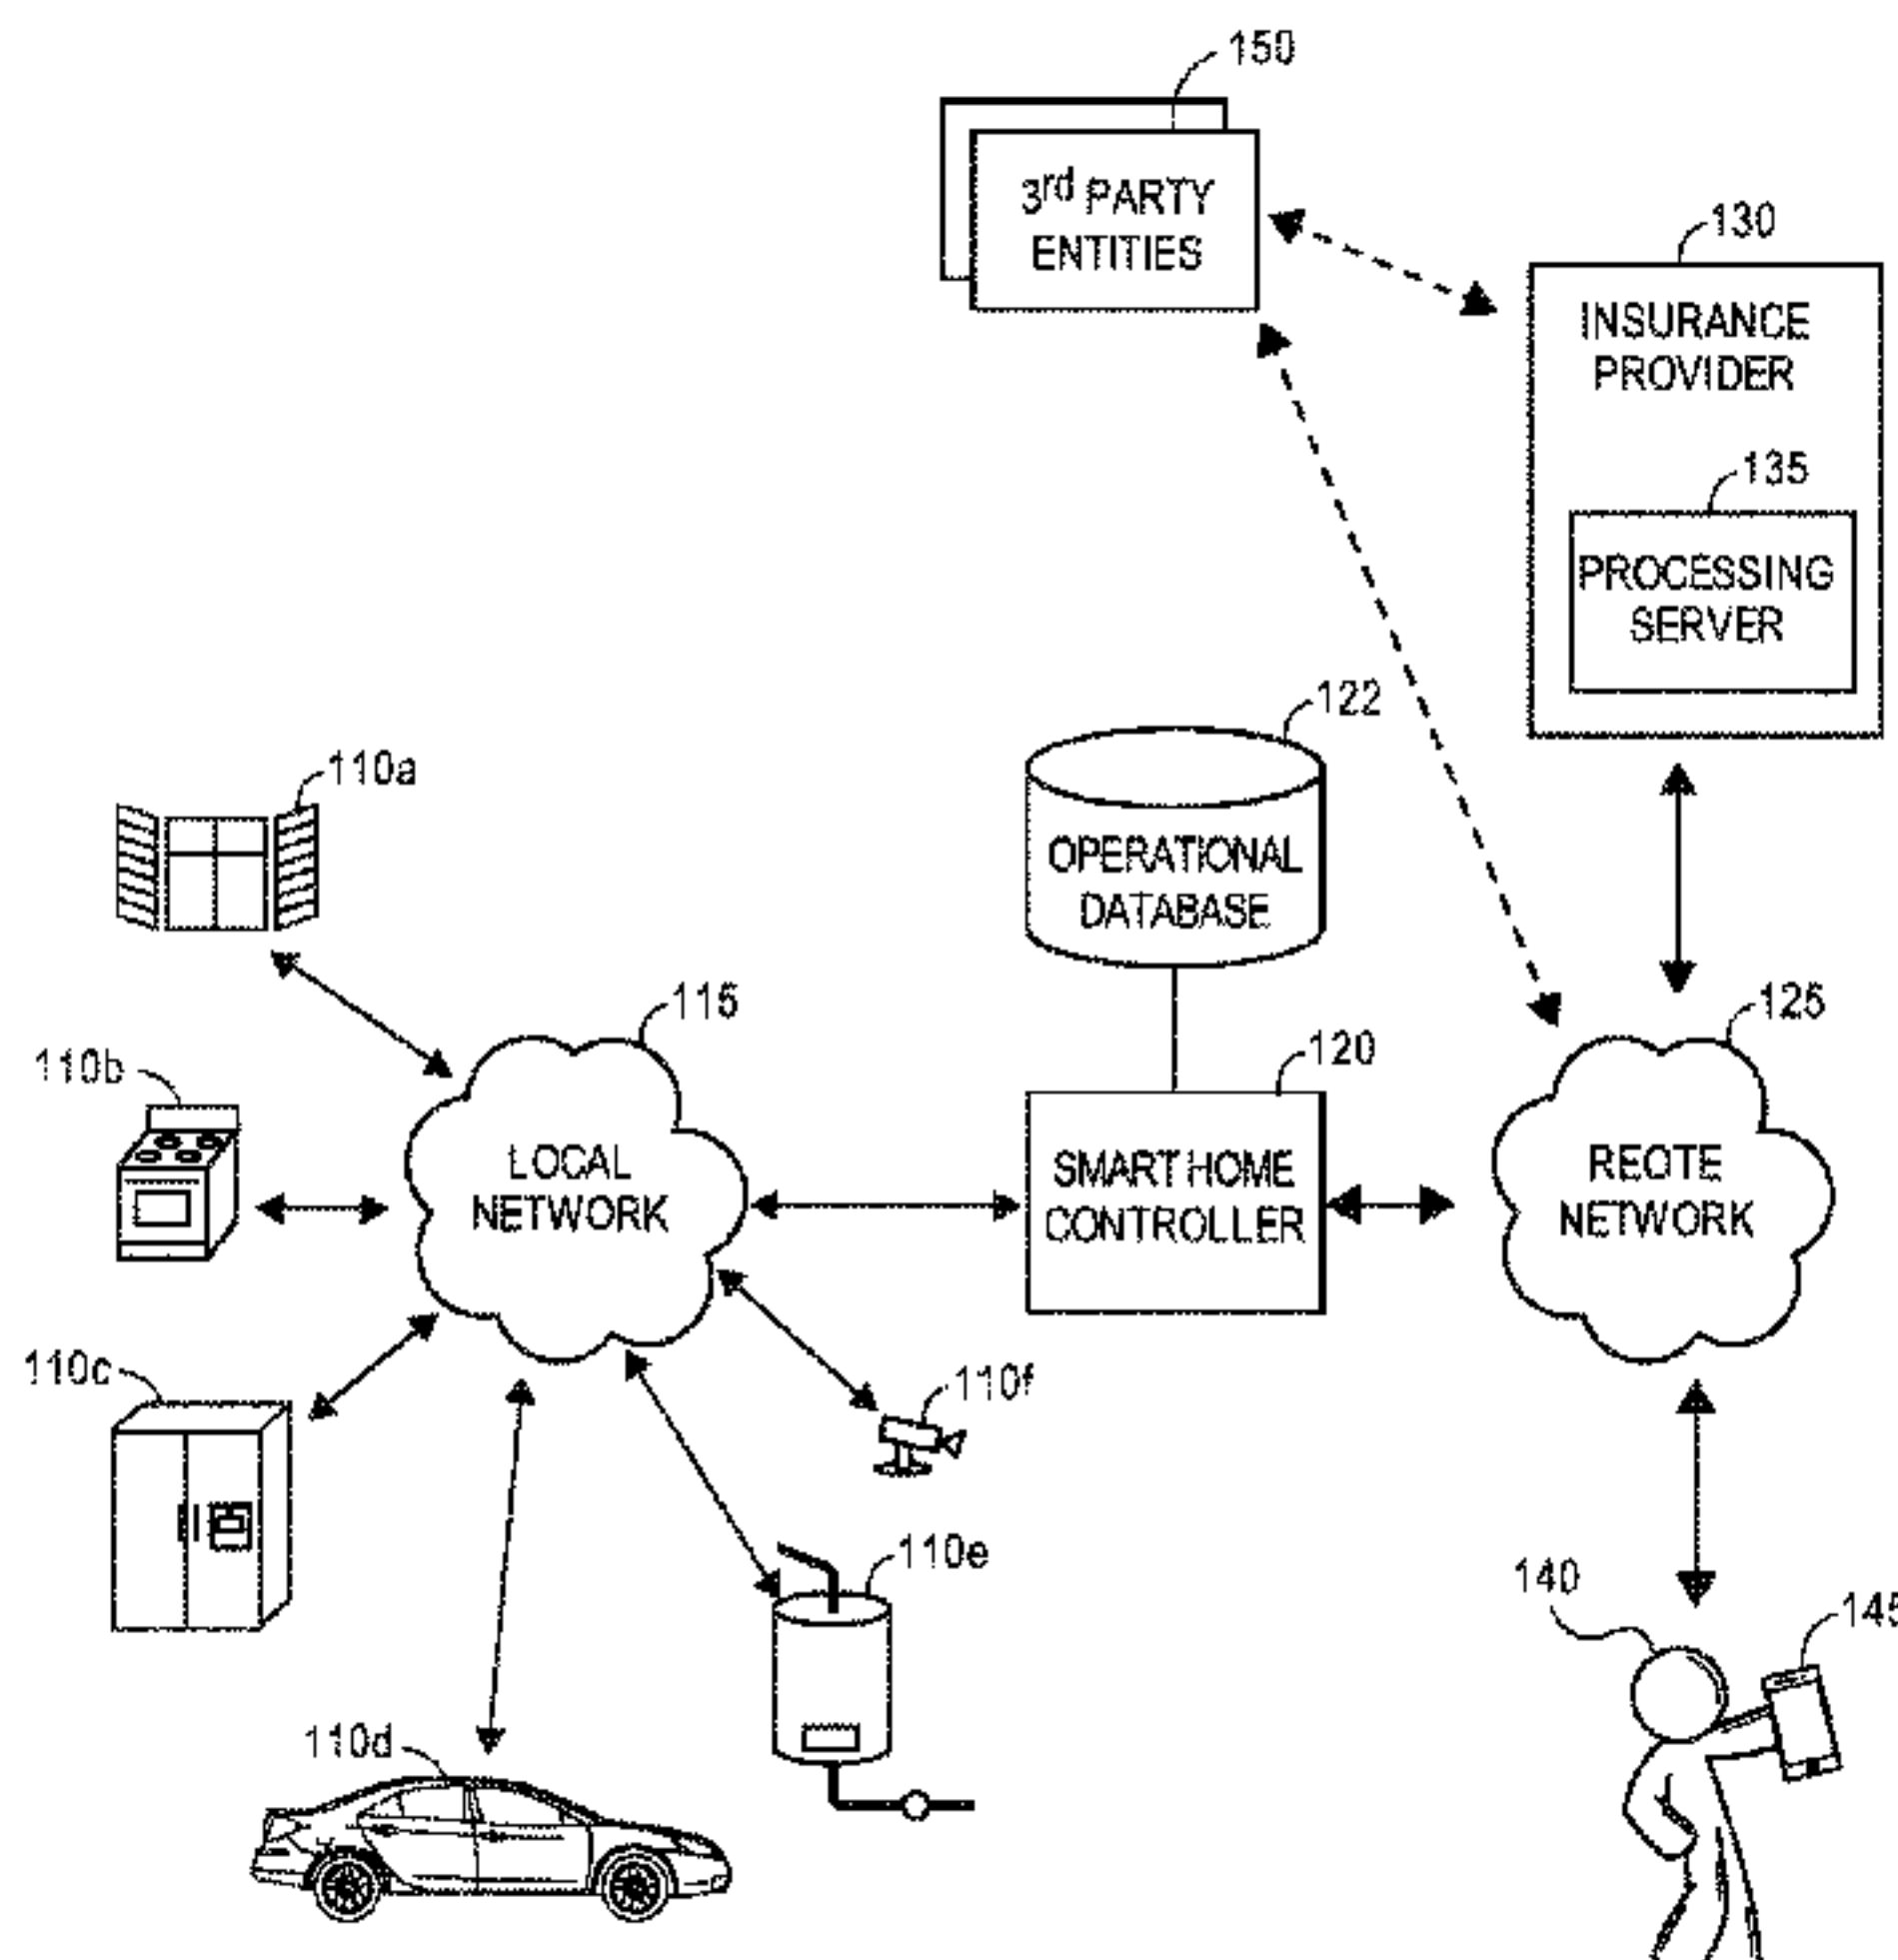 150
3rd PARTY
ENTITIES
130
INSURANCE
PROVIDER
135
PROCESSING
SERVER
122
OPERATIONAL
DATABASE
110a
115
125
110b
120
LOCAL
NETWORK
SMART HOME
CONTROLLER
REOTE
NETWORK
110c
110f
110e
140
145
110d